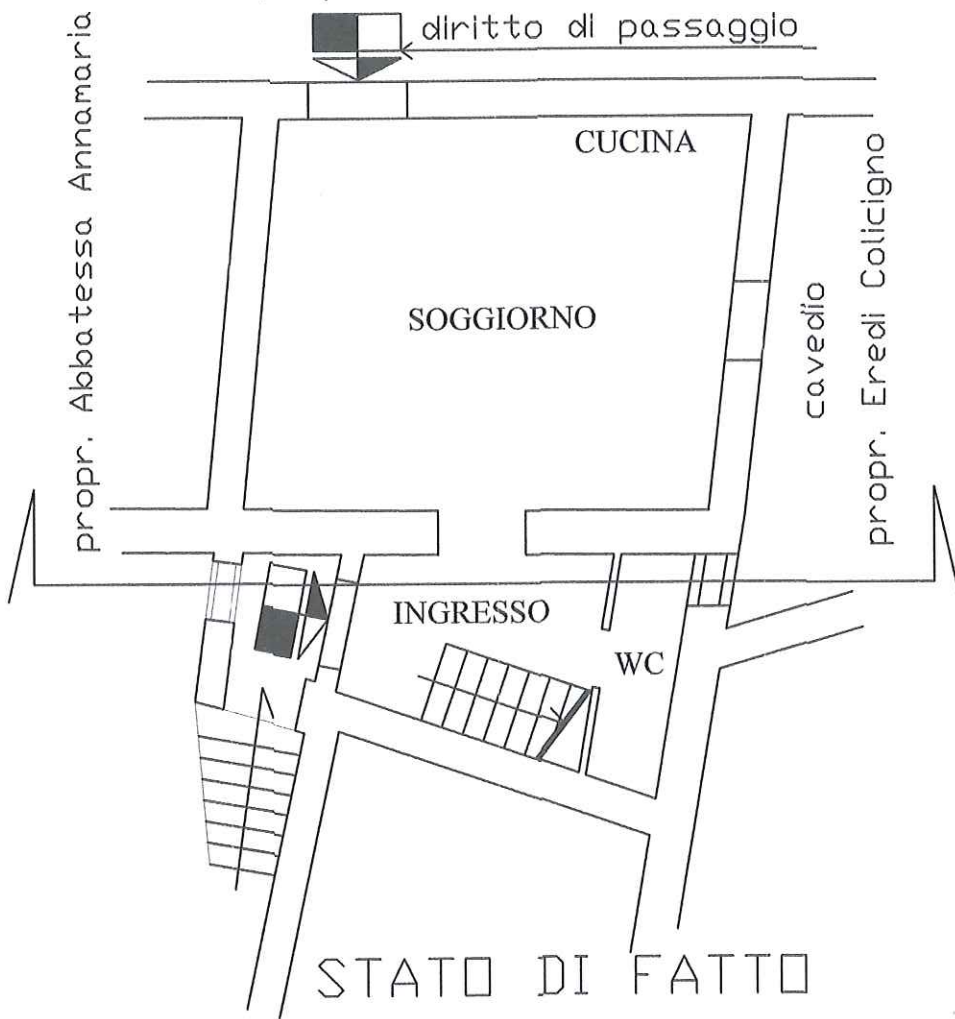 diritto di passaggio
propr. Abbatessa Annamaria
CUCINA
SOGGIORNO
cavedio
propr. Eredi Colicigno
INGRESSO
WC
STATO DI FATTO